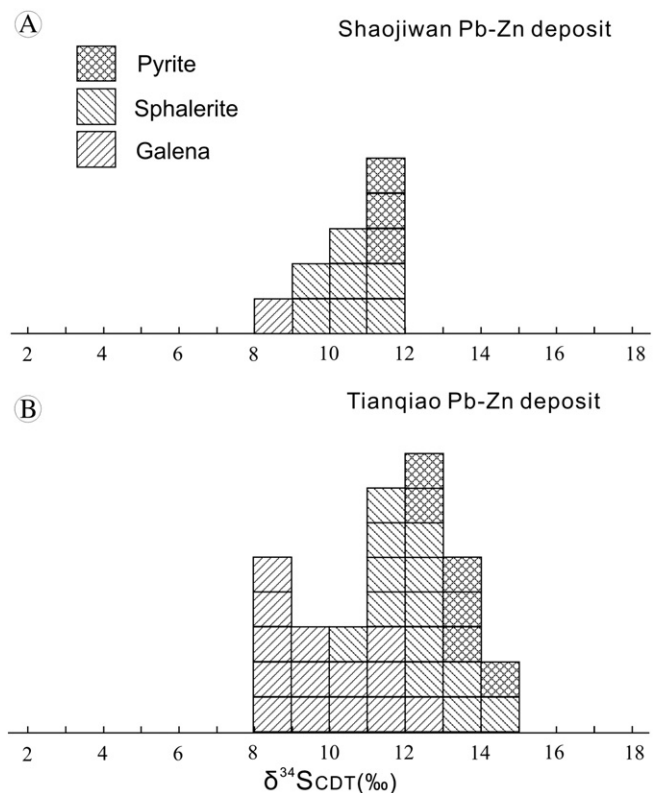 A
Shaojiwan Pb-Zn deposit
Pyrite
Sphalerite
Galena
2 4 6 8 10 12 14 16 18
B
Tianqiao Pb-Zn deposit
2 4 6 8 10 12 14 16 18
δ³⁴SCDT(‰)